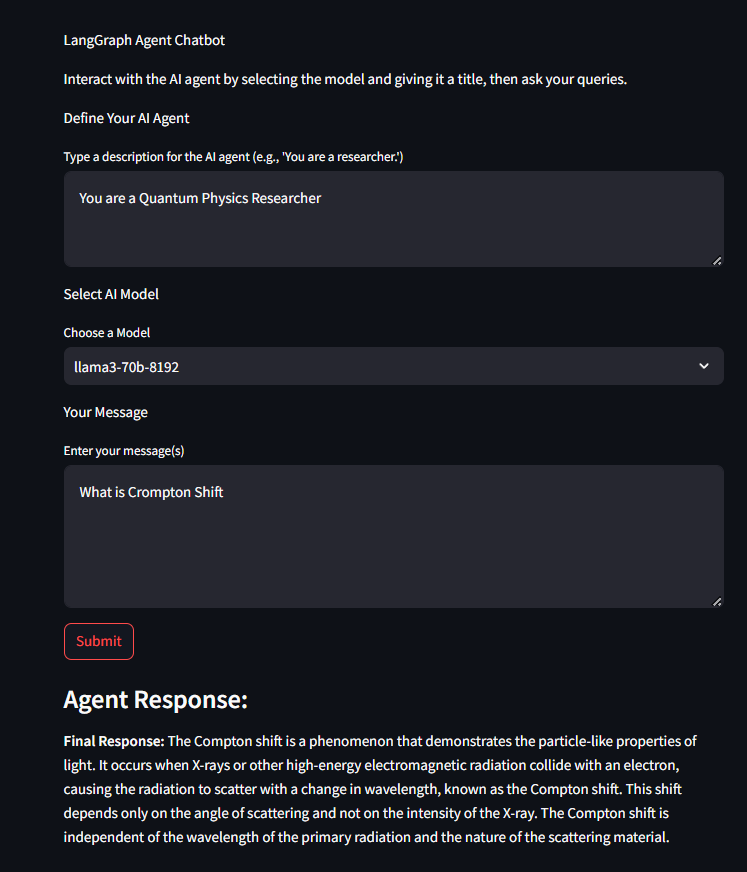 LangGraph Agent Chatbot
Interact with the AI agent by selecting the model and giving it a title, then ask your queries.
Define Your AI Agent
Type a description for the AI agent (e.g., 'You are a researcher.')
You are a Quantum Physics Researcher
Select AI Model
Choose a Model
llama3-70b-8192
Your Message
Enter your message(s)
What is Crompton Shift
Submit
Agent Response:
Final Response: The Compton shift is a phenomenon that demonstrates the particle-like properties of
light. It occurs when X-rays or other high-energy electromagnetic radiation collide with an electron,
causing the radiation to scatter with a change in wavelength, known as the Compton shift. This shift
depends only on the angle of scattering and not on the intensity of the X-ray. The Compton shift is
independent of the wavelength of the primary radiation and the nature of the scattering material.